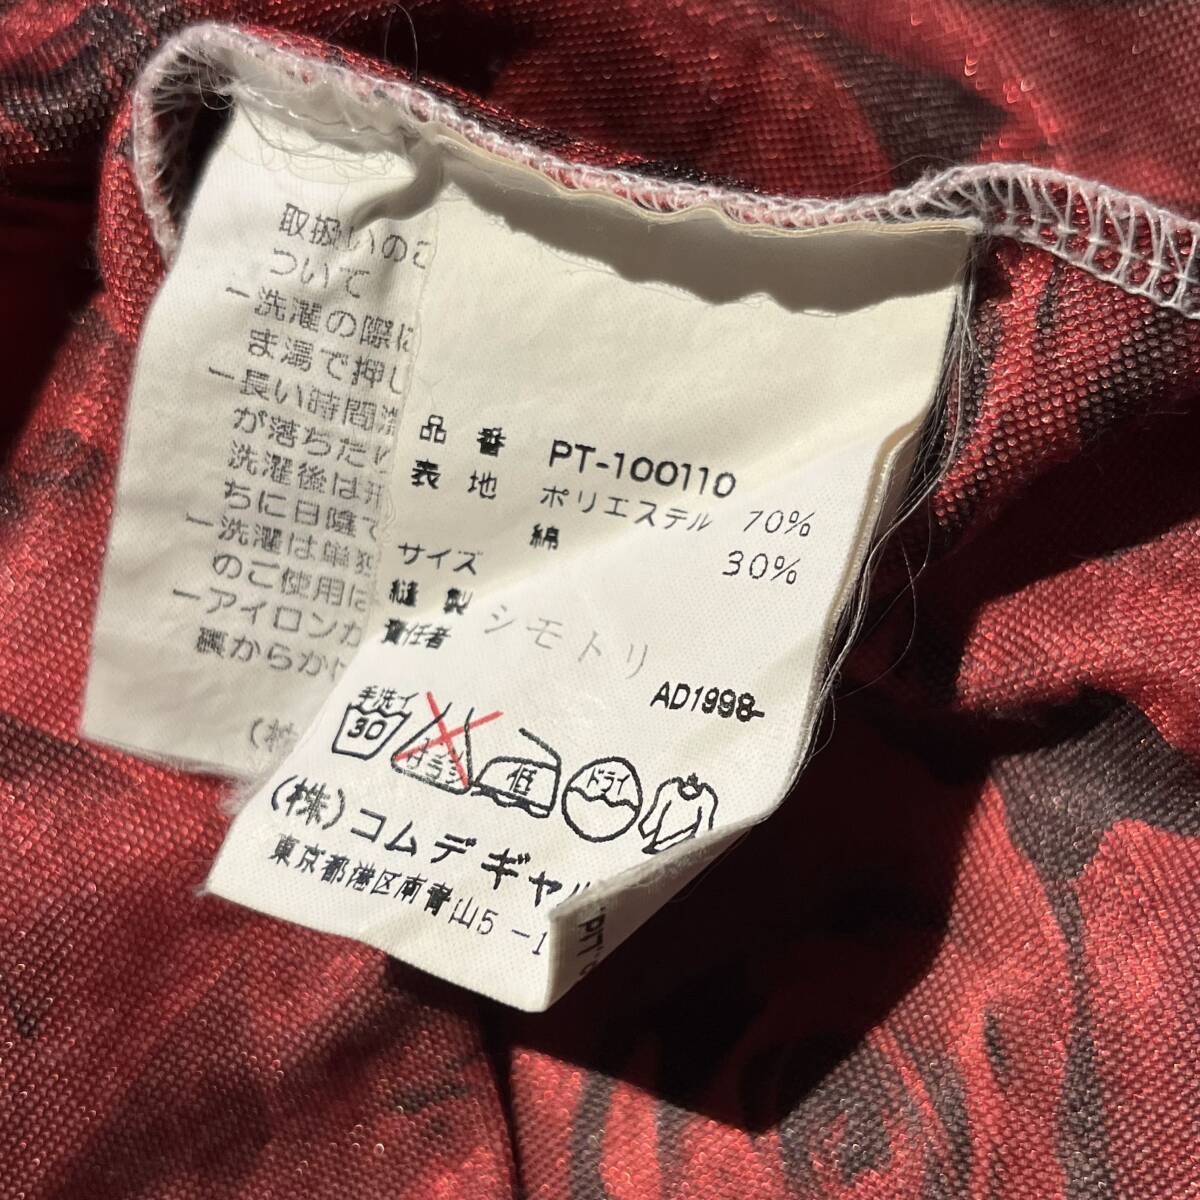 取扱いのご
ついて
ー洗濯の際に
ま湯で押し
ー長い時間
が落ちた
洗濯後は形
ちに日陰で
ー洗濯は単独
のご使用に
ーアイロンか
裏からかけ
(株
品番 PT-100110
表地 ポリエステル 70%
綿 30%
サイズ
縫製 シモトリ
責任者
AD1998
手洗イ
30
低
ドライ
(株)コムデギャル
東京都港区南青山5-1